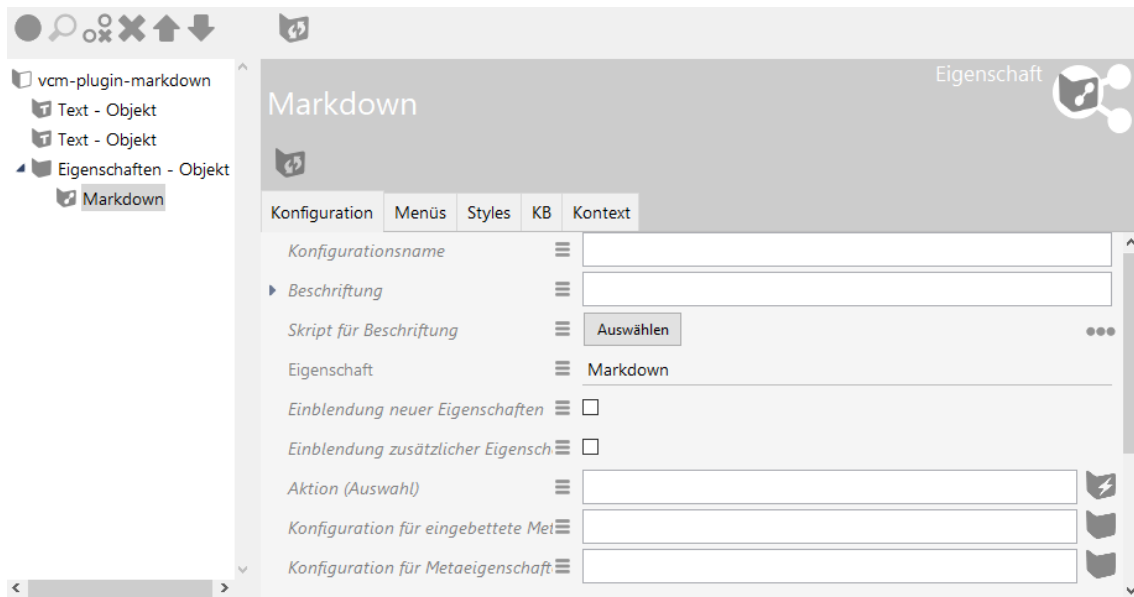 vcm-plugin-markdown
Text - Objekt
Text - Objekt
Eigenschaften - Objekt
Markdown
Eigenschaft
Markdown
Konfiguration Menüs Styles KB Kontext
Konfigurationsname
Beschriftung
Skript für Beschriftung Auswählen
Eigenschaft Markdown
Einblendung neuer Eigenschaften
Einblendung zusätzlicher Eigensch
Aktion (Auswahl)
Konfiguration für eingebettete Met
Konfiguration für Metaeigenschaft